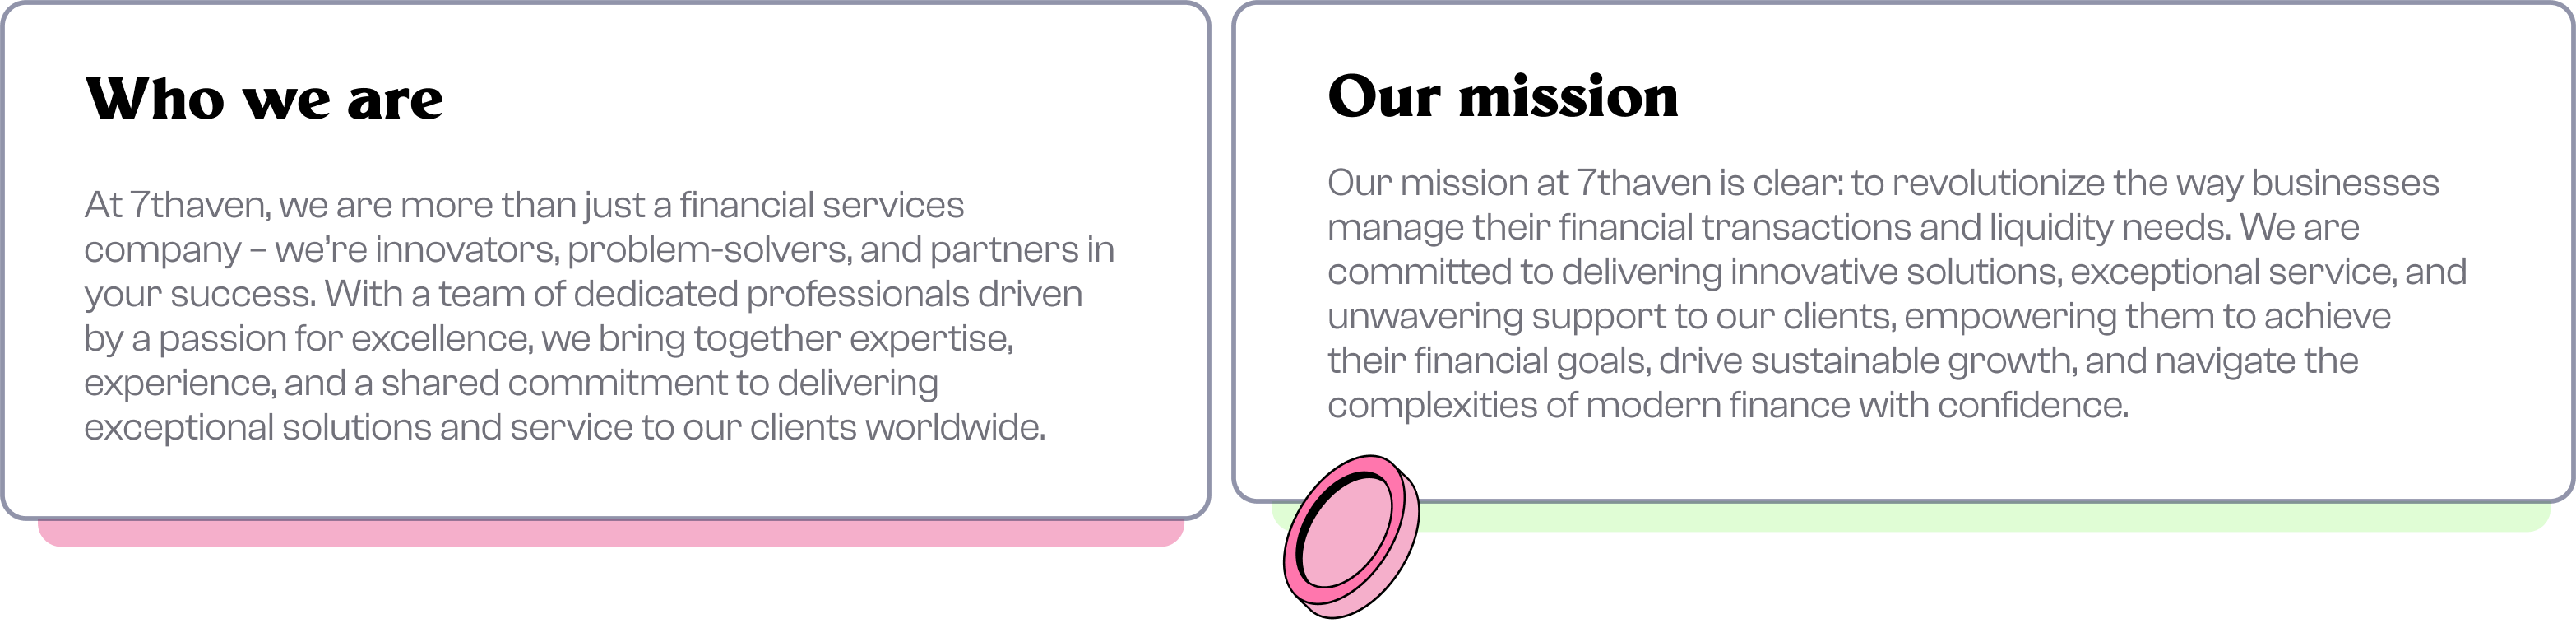 Who we are
At 7thaven, we are more than just a financial services
company – we’re innovators, problem-solvers, and partners in
your success. With a team of dedicated professionals driven
by a passion for excellence, we bring together expertise,
experience, and a shared commitment to delivering
exceptional solutions and service to our clients worldwide.
Our mission
Our mission at 7thaven is clear: to revolutionize the way businesses
manage their financial transactions and liquidity needs. We are
committed to delivering innovative solutions, exceptional service, and
unwavering support to our clients, empowering them to achieve
their financial goals, drive sustainable growth, and navigate the
complexities of modern finance with confidence.